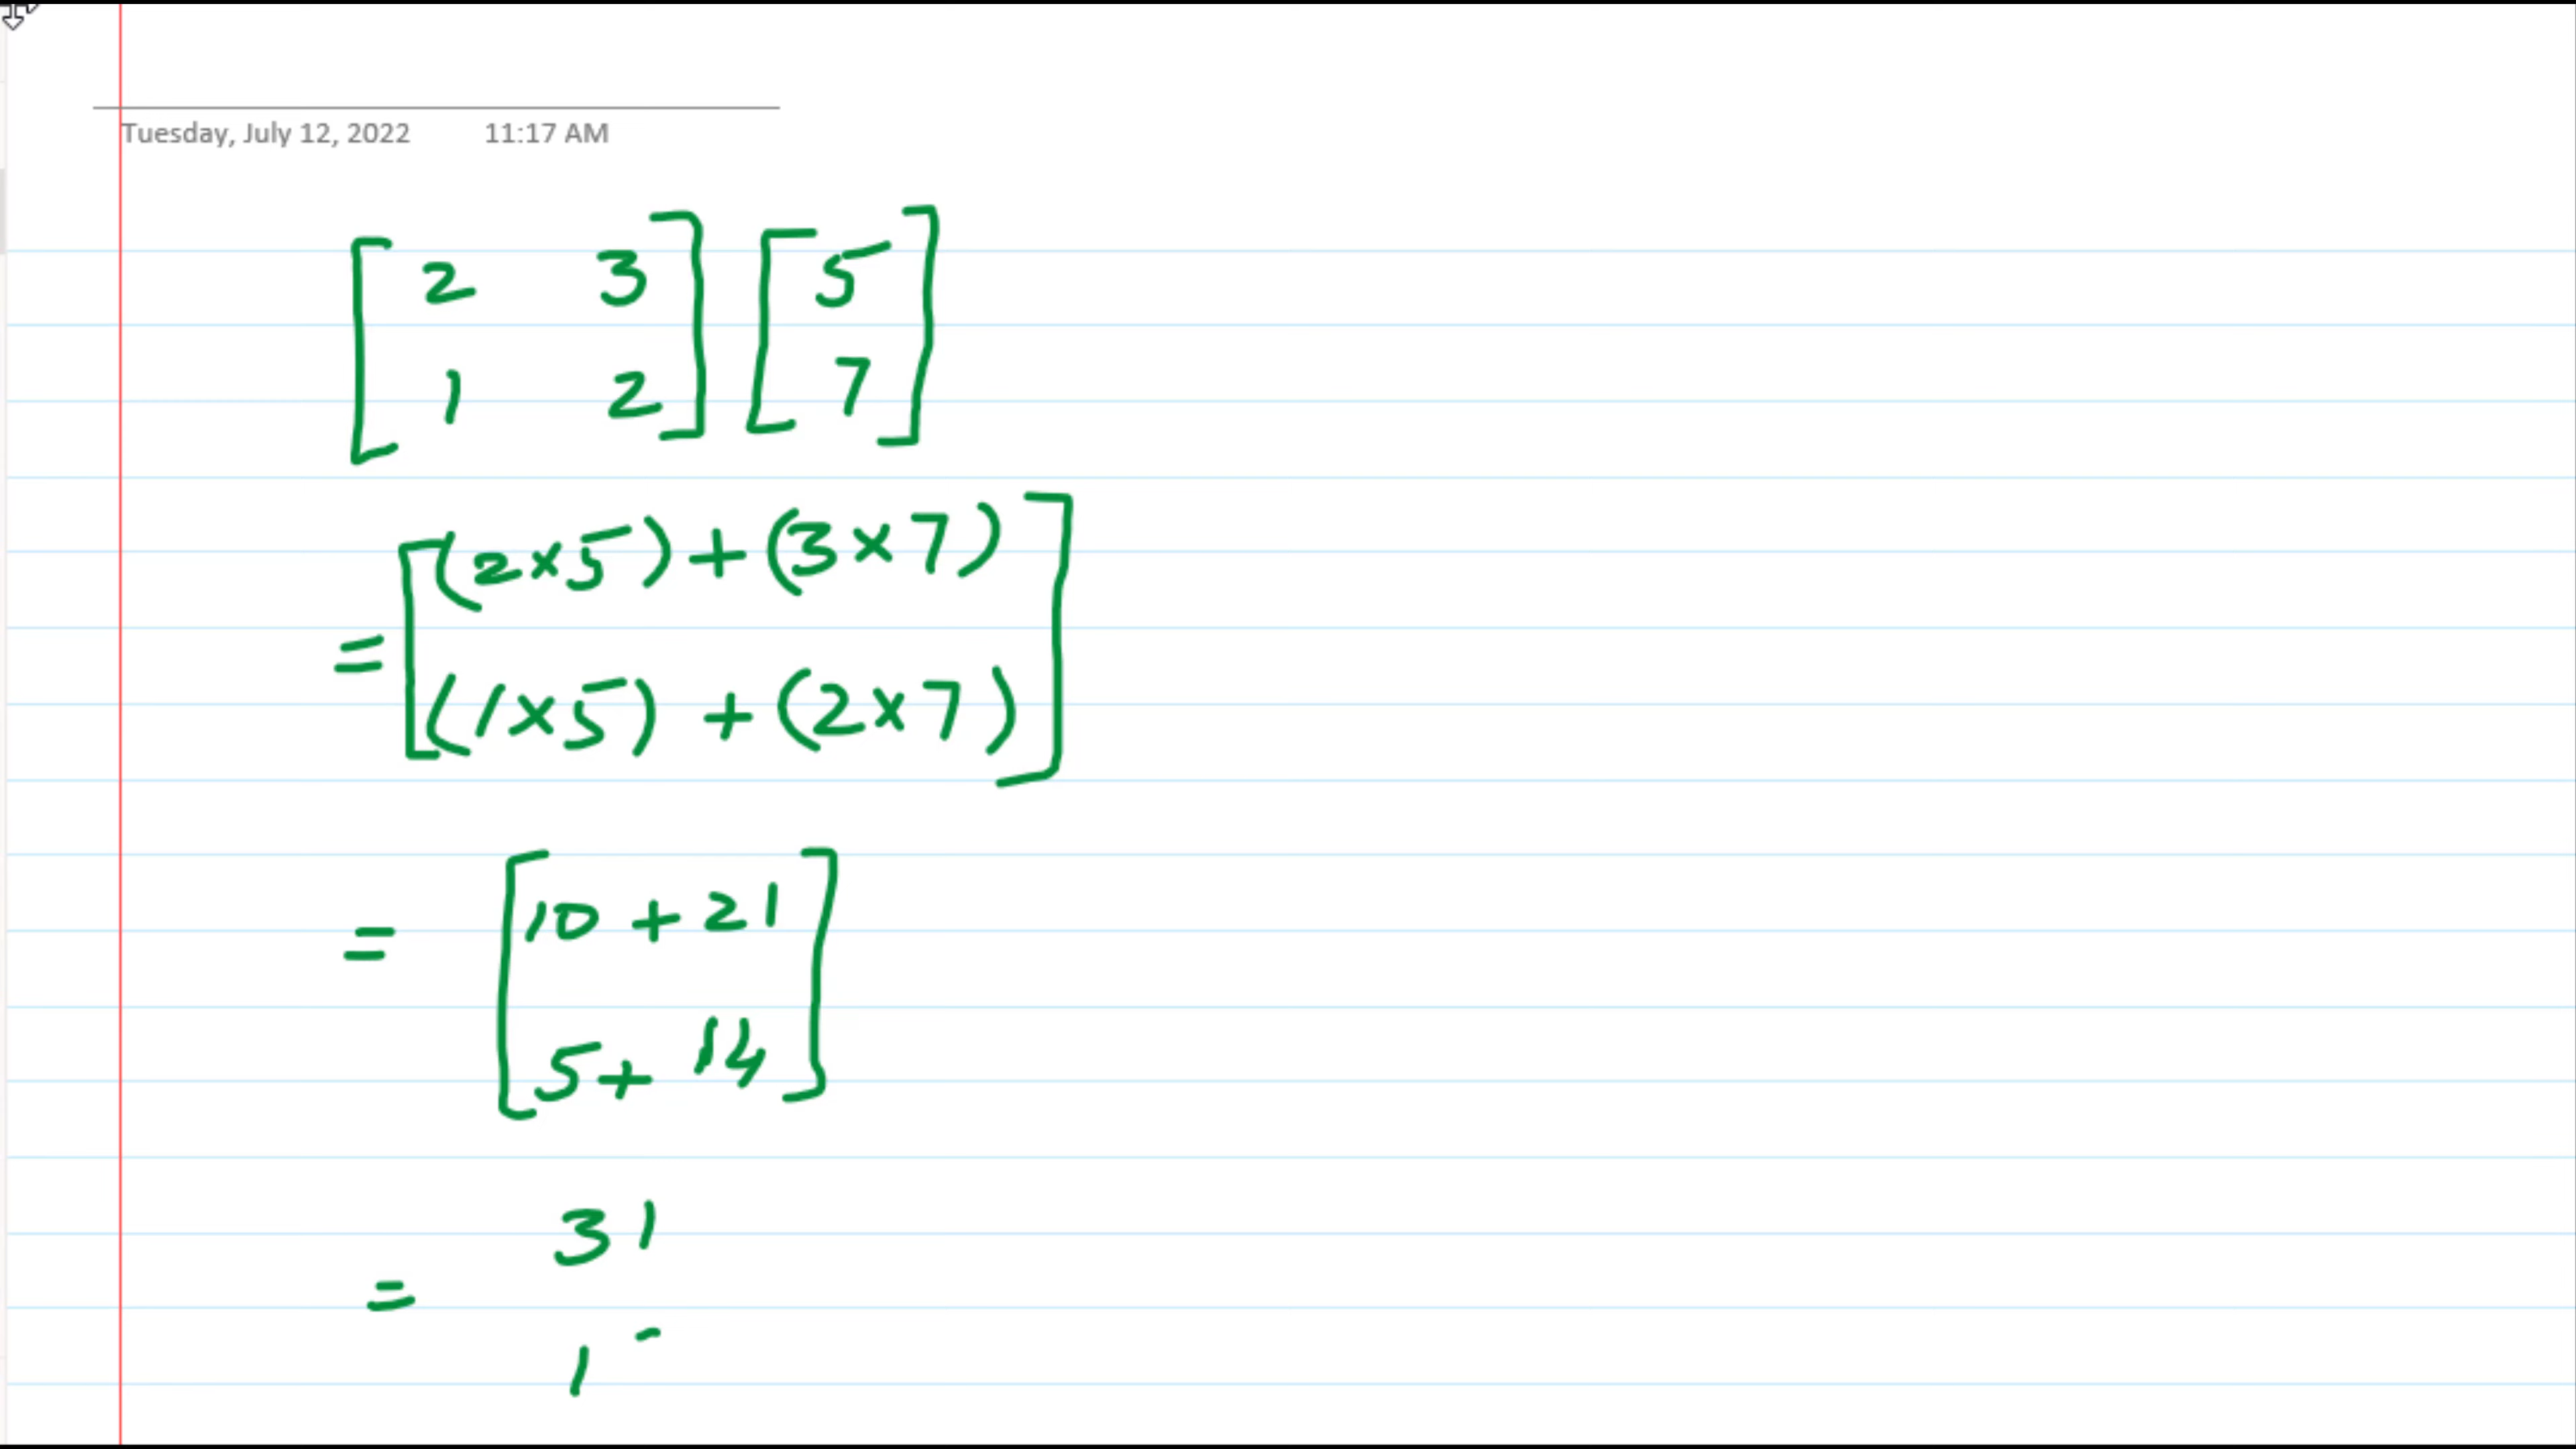 Tuesday, July 12, 2022 11:17 AM
[2 3] [5]
[1 2] [7]
= [(2×5)+(3×7)]
[(1×5)+(2×7)]
= [10+21]
[5+14]
= 31
1